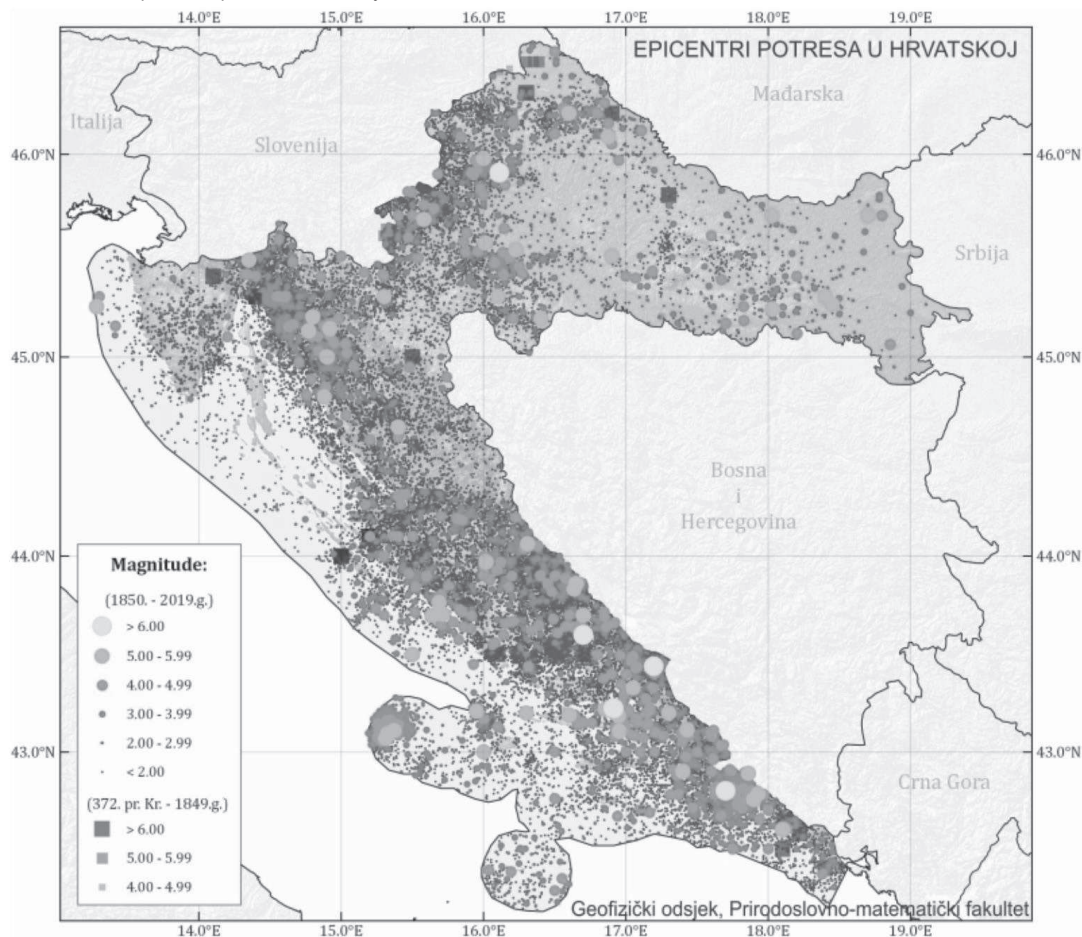 14.0°E 15.0°E 16.0°E 17.0°E 18.0°E 19.0°E
EPICENTRI POTRESA U HRVATSKOJ
Mađarska
Italija
Slovenija
46.0°N 46.0°N
Srbija
45.0°N 45.0°N
Bosna
i
Hercegovina
44.0°N 44.0°N
Magnitude:
(1850. - 2019.g.)
> 6.00
5.00 - 5.99
4.00 - 4.99
3.00 - 3.99
2.00 - 2.99
< 2.00
43.0°N 43.0°N
Crna Gora
(372. pr. Kr. - 1849.g.)
> 6.00
5.00 - 5.99
4.00 - 4.99
Geofizički odsjek, Prirodoslovno-matematički fakultet
14.0°E 15.0°E 16.0°E 17.0°E 18.0°E 19.0°E